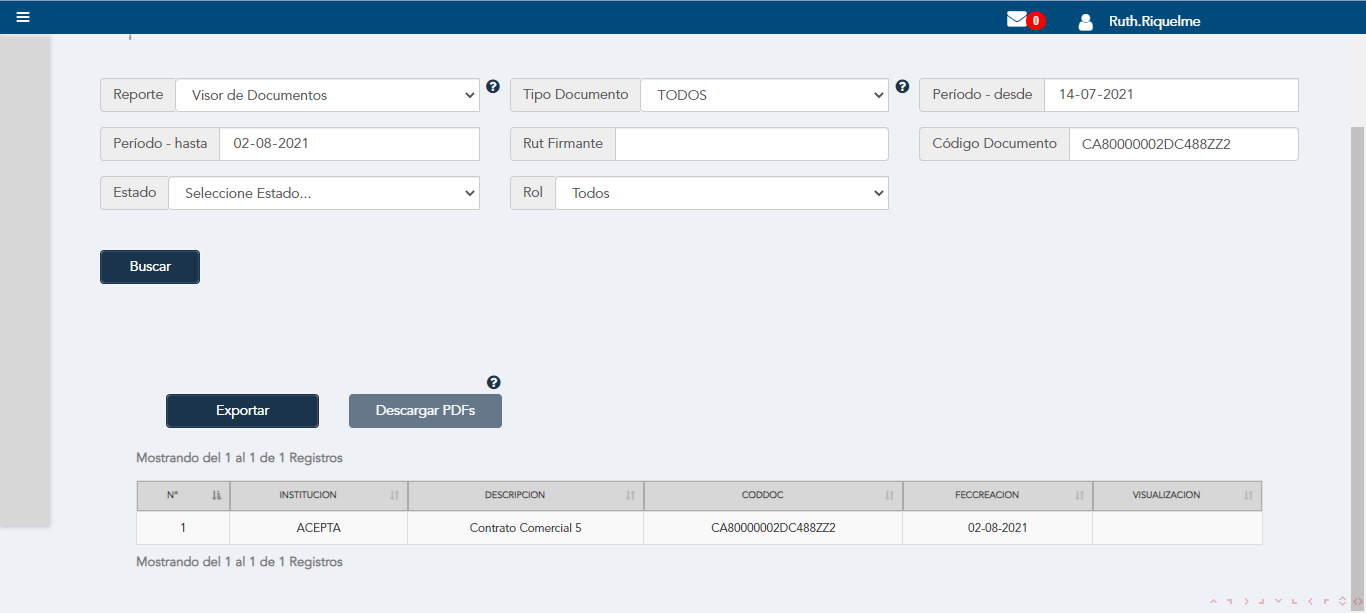 0 Ruth.Riquelme
Reporte Visor de Documentos Tipo Documento TODOS Período - desde 14-07-2021
Período - hasta 02-08-2021 Rut Firmante Código Documento CA80000002DC488ZZ2
Estado Seleccione Estado... Rol Todos
Buscar
Exportar Descargar PDFs
Mostrando del 1 al 1 de 1 Registros
N° INSTITUCION DESCRIPCION CODDOC FECCREACION VISUALIZACION
1 ACEPTA Contrato Comercial 5 CA80000002DC488ZZ2 02-08-2021
Mostrando del 1 al 1 de 1 Registros